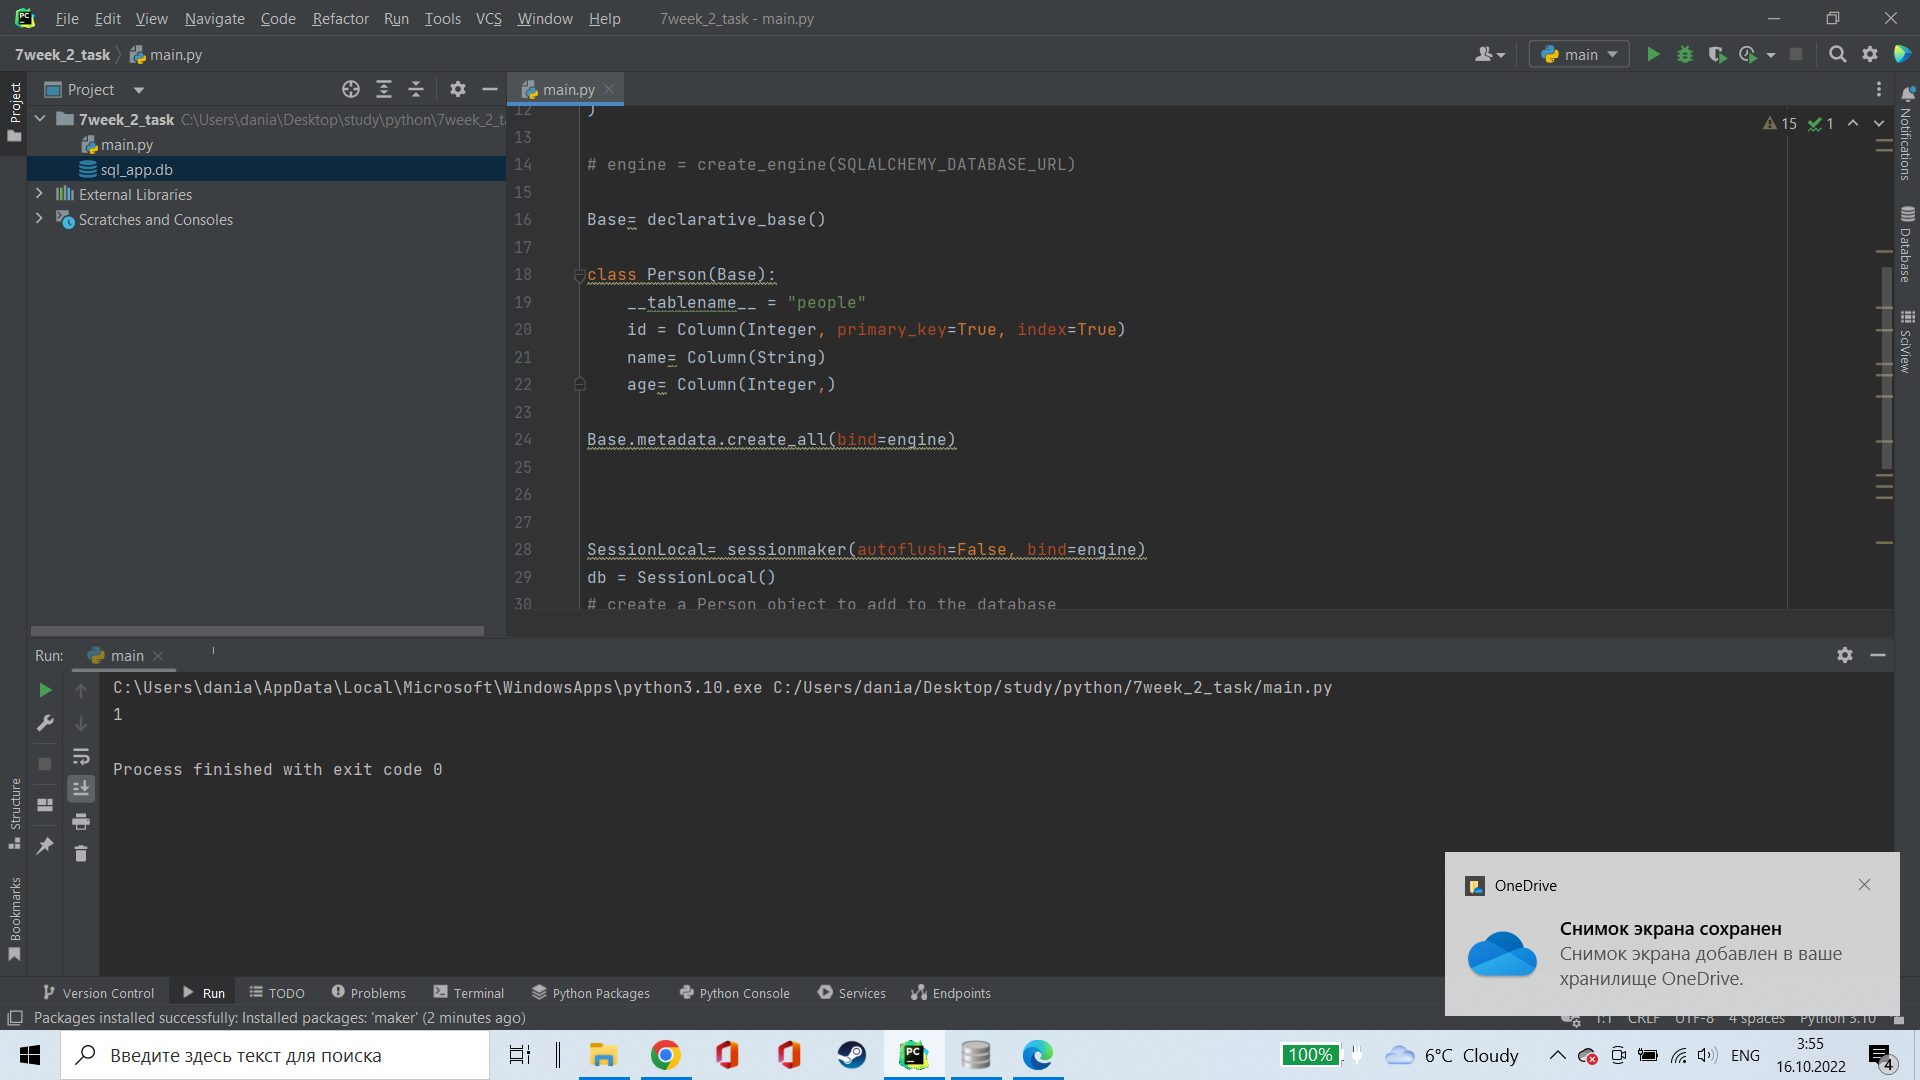 File Edit View Navigate Code Refactor Run Tools VCS Window Help 7week_2_task - main.py
7week_2_task main.py
main
Project
main.py
12 )
15 1
7week_2_task C:\Users\dania\Desktop\study\python\7week_2_t
main.py
sql_app.db
External Libraries
Scratches and Consoles
13
14 # engine = create_engine(SQLALCHEMY_DATABASE_URL)
15
16 Base= declarative_base()
17
18 class Person(Base):
19 __tablename__ = "people"
20 id = Column(Integer, primary_key=True, index=True)
21 name= Column(String)
22 age= Column(Integer,)
23
24 Base.metadata.create_all(bind=engine)
25
26
27
28 SessionLocal= sessionmaker(autoflush=False, bind=engine)
29 db = SessionLocal()
30 # create a Person object to add to the database
Project
Structure
Bookmarks
Notifications
Database
SciView
Run: main
C:\Users\dania\AppData\Local\Microsoft\WindowsApps\python3.10.exe C:/Users/dania/Desktop/study/python/7week_2_task/main.py
1
Process finished with exit code 0
OneDrive
Снимок экрана сохранен
Снимок экрана добавлен в ваше
хранилище OneDrive.
Version Control Run TODO Problems Terminal Python Packages Python Console Services Endpoints
Packages installed successfully: Installed packages: 'maker' (2 minutes ago)
1:1 CRLF UTF-8 4 spaces Python 3.10
Введите здесь текст для поиска
100%
6°C Cloudy
ENG
3:55
16.10.2022
4